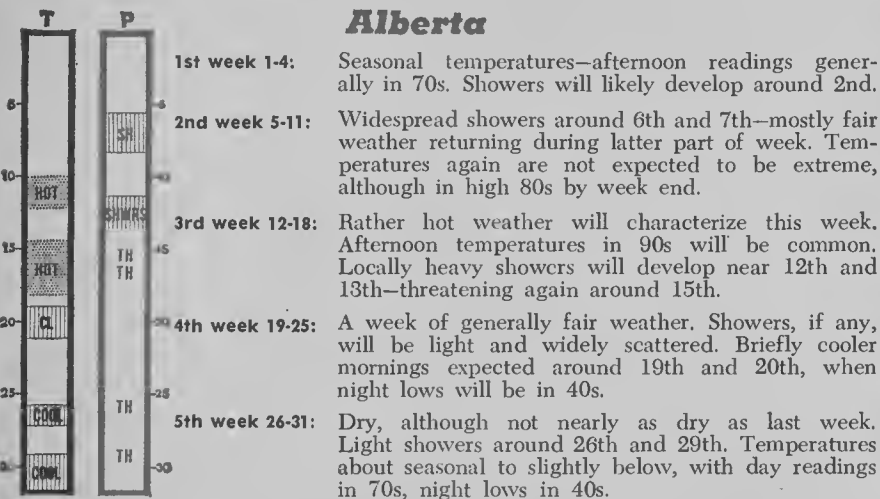 T P
Alberta
1st week 1-4: Seasonal temperatures—afternoon readings gener-
ally in 70s. Showers will likely develop around 2nd.
2nd week 5-11: Widespread showers around 6th and 7th—mostly fair
weather returning during latter part of week. Tem-
peratures again are not expected to be extreme,
although in high 80s by week end.
3rd week 12-18: Rather hot weather will characterize this week.
Afternoon temperatures in 90s will be common.
Locally heavy showers will develop near 12th and
13th—threatening again around 15th.
4th week 19-25: A week of generally fair weather. Showers, if any,
will be light and widely scattered. Briefly cooler
mornings expected around 19th and 20th, when
night lows will be in 40s.
5th week 26-31: Dry, although not nearly as dry as last week.
Light showers around 26th and 29th. Temperatures
about seasonal to slightly below, with day readings
in 70s, night lows in 40s.
5
10
HOT
15
HOT
20
CL
25
COOL
COOL
5
SH
SHWRS
15
TH
TH
20
25
TH
TH
30